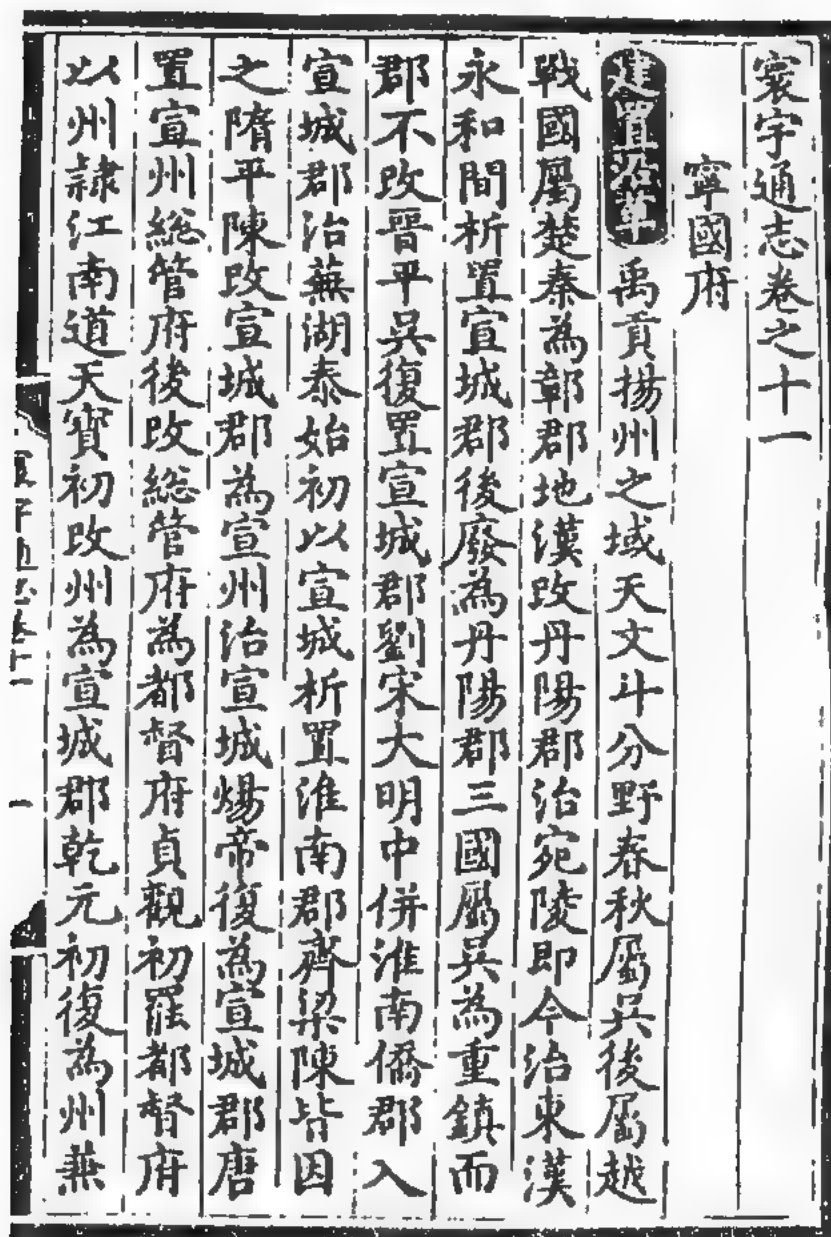 寰宇通志卷之十一
寧國府
建置沿革 禹貢揚州之域天文斗分野春秋屬吳後屬越
戰國屬楚秦為鄣郡地漢改丹陽郡治宛陵即今治東漢
永和間析置宣城郡後廢為丹陽郡三國屬吳為重鎮而
郡不改晉平吳復置宣城郡劉宋大明中併淮南僑郡入
宣城郡治蕪湖泰始初以宣城析置淮南郡齊梁陳皆因
之隋平陳改宣城郡為宣州治宣城煬帝復為宣城郡唐
置宣州總管府後改總管府為都督府貞觀初罷都督府
以州隸江南道天寶初改州為宣城郡乾元初復為州兼
寰宇通志卷十一
一